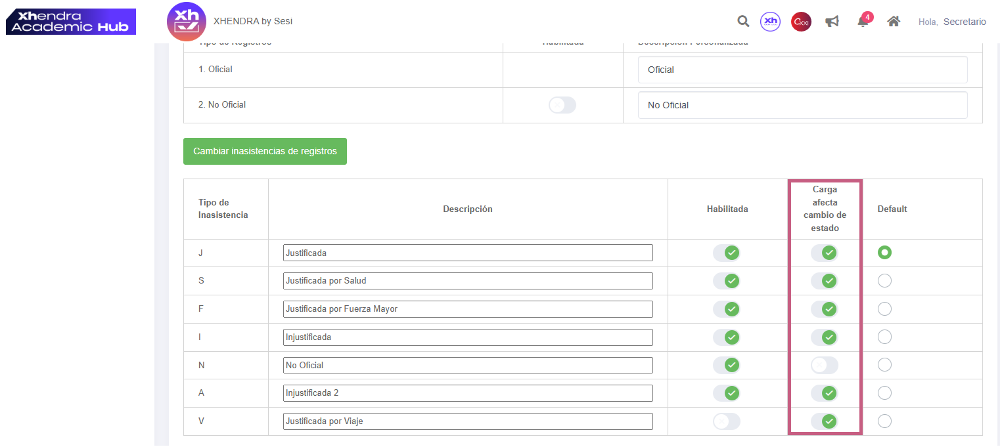 xhendra
Academic Hub
xh
XHENDRA by Sesi
xh
CXXI
4
Hola, Secretario
Tipo de Registros
Habilitada
Descripción Personalizada
1. Oficial
Oficial
2. No Oficial
No Oficial
Cambiar inasistencias de registros
Tipo de
Inasistencia
Descripción
Habilitada
Carga
afecta
cambio de
estado
Default
J
Justificada
S
Justificada por Salud
F
Justificada por Fuerza Mayor
I
Injustificada
N
No Oficial
A
Injustificada 2
V
Justificada por Viaje